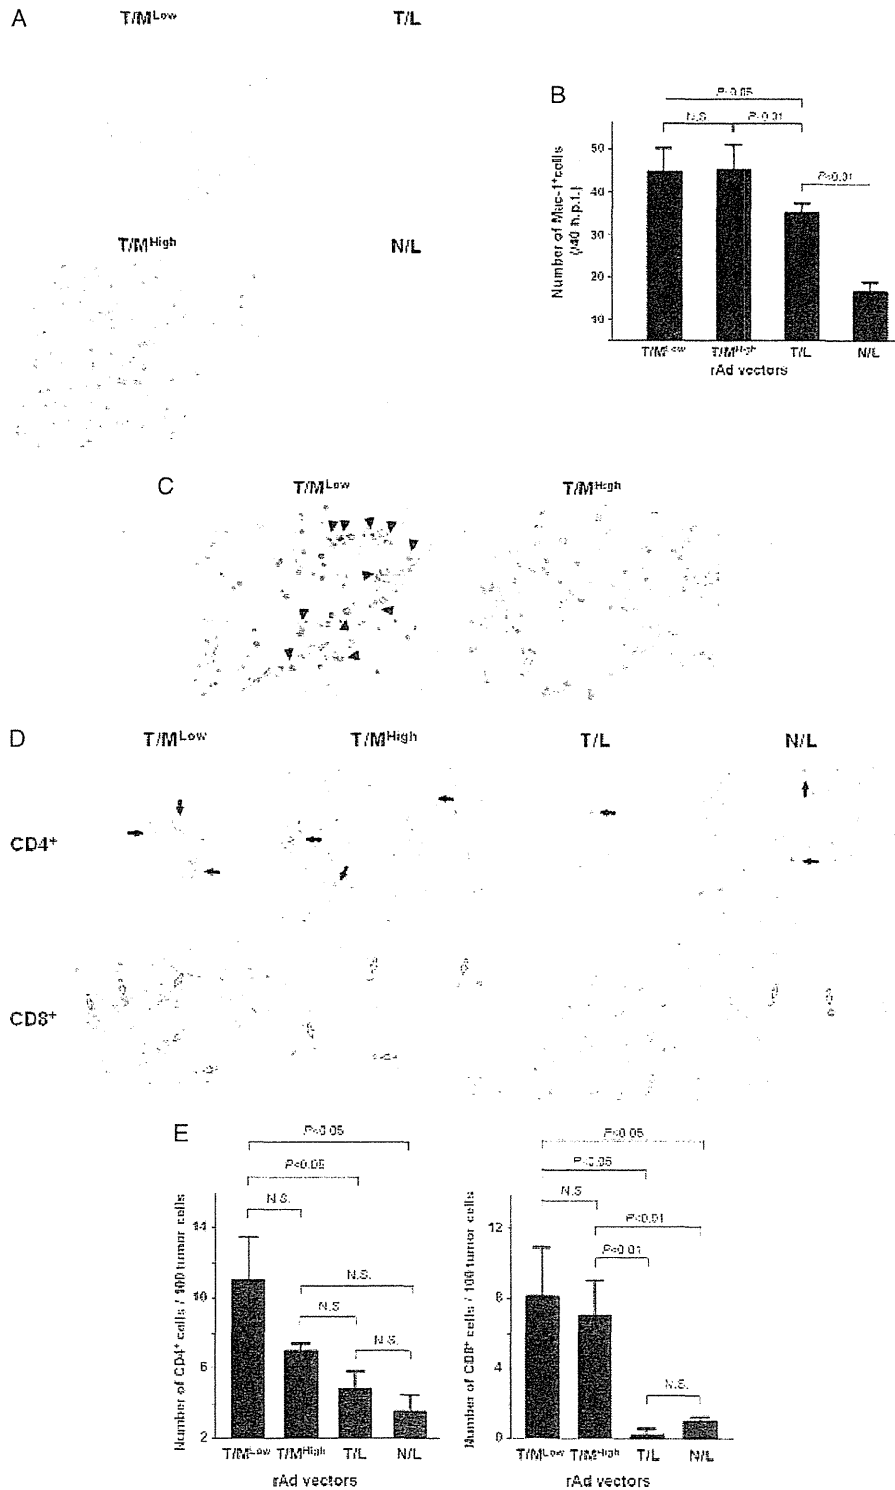 A
T/M^Low
T/L
T/M^High
N/L
B
P<0.05
N.S.
P<0.01
P<0.01
Number of Mac-1+cells
(/40 h.p.f.)
50
40
30
20
10
T/M^Low T/M^High T/L N/L
rAd vectors
C
T/M^Low
T/M^High
D
T/M^Low
T/M^High
T/L
N/L
CD4+
CD8+
E
P<0.05
P<0.05
N.S.
N.S.
N.S.
N.S.
Number of CD4+ cells / 100 tumor cells
14
10
6
2
T/M^Low T/M^High T/L N/L
rAd vectors
P<0.05
P<0.05
N.S
P<0.01
P<0.01
N.S.
Number of CD8+ cells / 100 tumor cells
12
8
4
0
T/M^Low T/M^High T/L N/L
rAd vectors